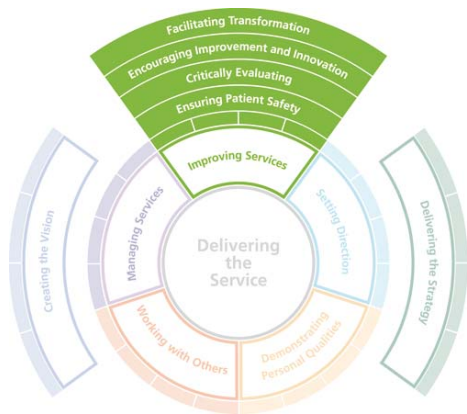 Facilitating Transformation
Encouraging Improvement and Innovation
Critically Evaluating
Ensuring Patient Safety
Improving Services
Creating the Vision
Managing Services
Delivering
the
Service
Setting Direction
Delivering the Strategy
Working with Others
Demonstrating
Personal Qualities